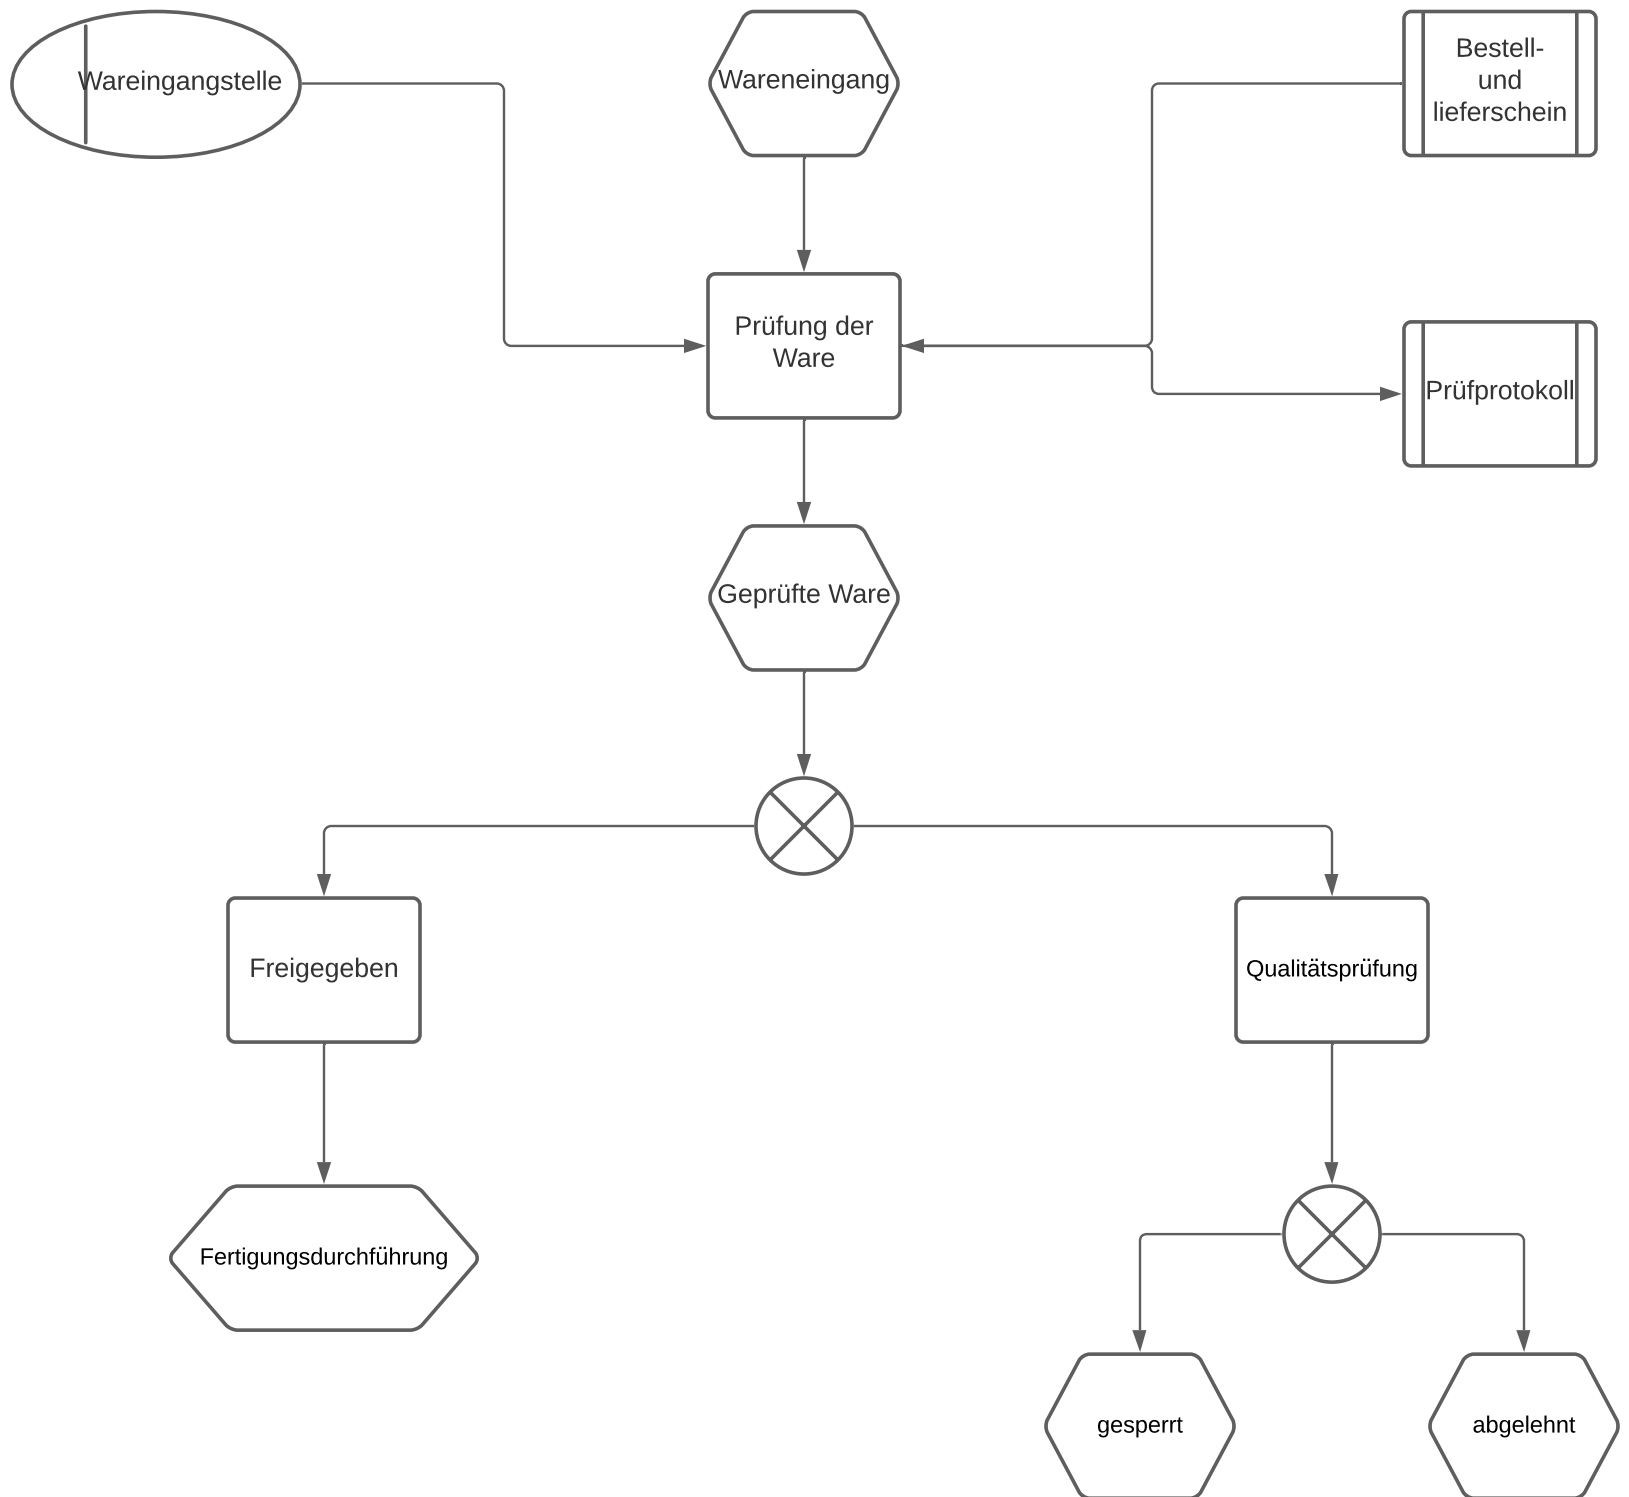 Wareingangstelle
Wareneingang
Bestell-
und
lieferschein
Prüfung der
Ware
Prüfprotokoll
Geprüfte Ware
Freigegeben
Qualitätsprüfung
Fertigungsdurchführung
gesperrt
abgelehnt